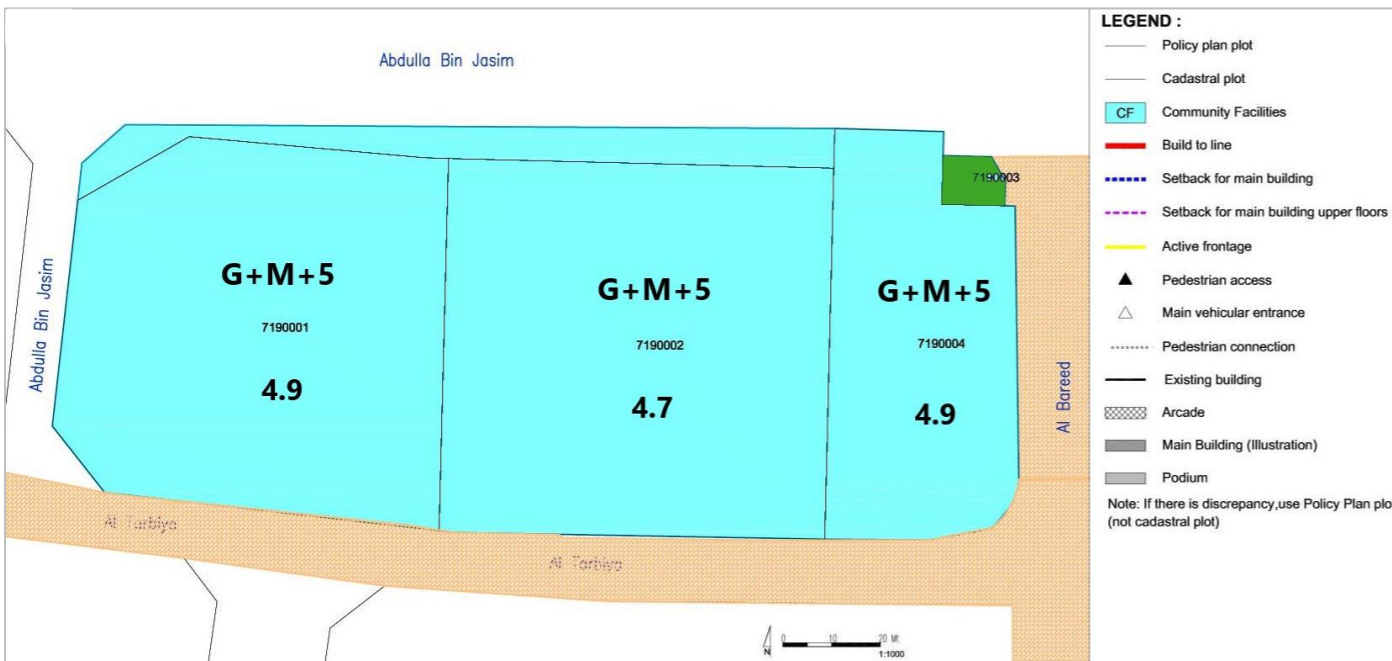 Abdulla Bin Jasim
Abdulla Bin Jasim
G+M+5
7190001
4.9
G+M+5
7190002
4.7
G+M+5
7190004
4.9
7190003
Al Bareed
Al Tarbiya
Al Tarbiya
N
0 10 20 Mt.
1:1000
LEGEND :
Policy plan plot
Cadastral plot
CF Community Facilities
Build to line
Setback for main building
Setback for main building upper floors
Active frontage
Pedestrian access
Main vehicular entrance
Pedestrian connection
Existing building
Arcade
Main Building (Illustration)
Podium
Note: If there is discrepancy,use Policy Plan plo
(not cadastral plot)